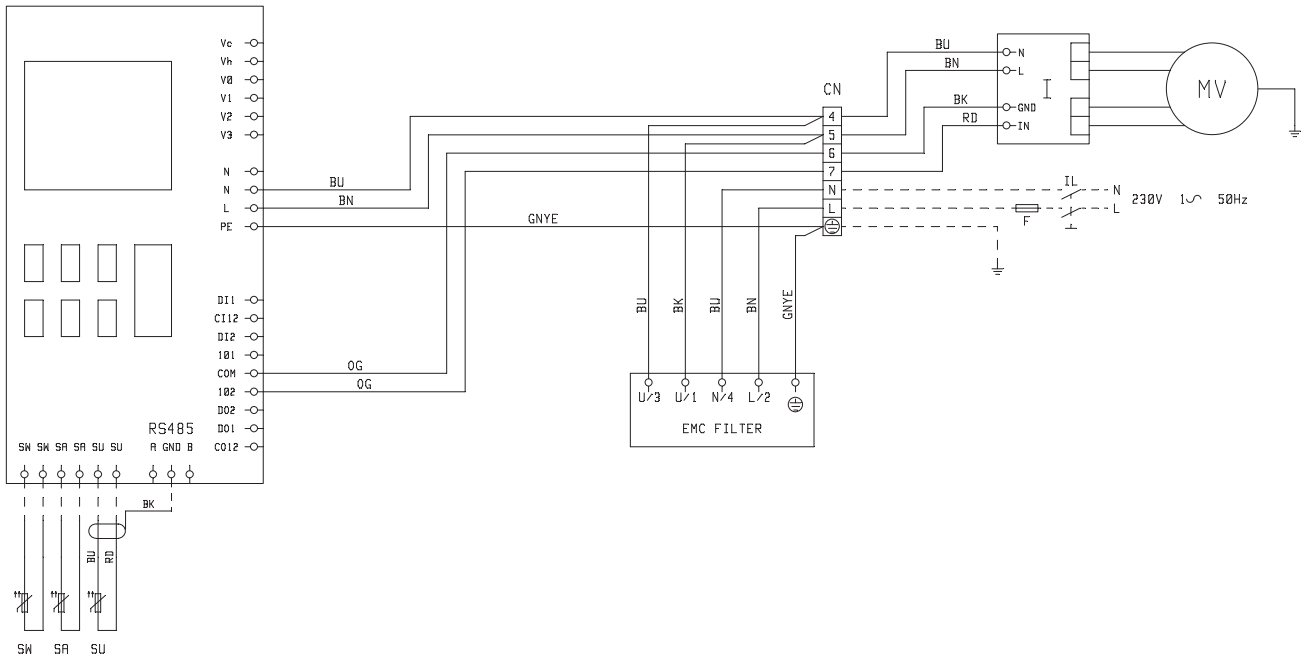 Vc
Vh
V0
V1
V2
V3
N
N
L
PE
DI1
CI12
DI2
101
COM
102
DO2
DO1
CO12
RS485
SW SW SA SA SU SU A GND B
BU
BN
GNYE
OG
OG
BK
BU
RD
SW SA SU
CN
4
5
6
7
N
L
BU
BN
BK
RD
N
L
GND
IN
I
MV
IL
N
L
F
230V 1∿ 50Hz
BU
BK
BU
BN
GNYE
U/3 U/1 N/4 L/2
EMC FILTER